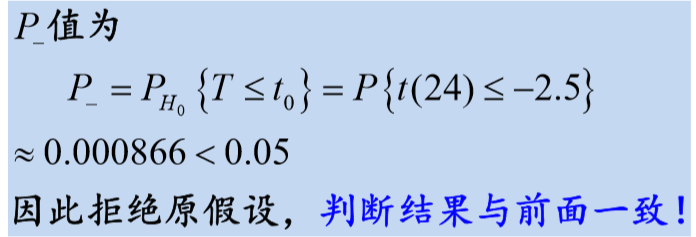 P_值为
P_ = P_{H_0} {T ≤ t_0} = P{t(24) ≤ −2.5}
≈ 0.000866 < 0.05
因此拒绝原假设，判断结果与前面一致！